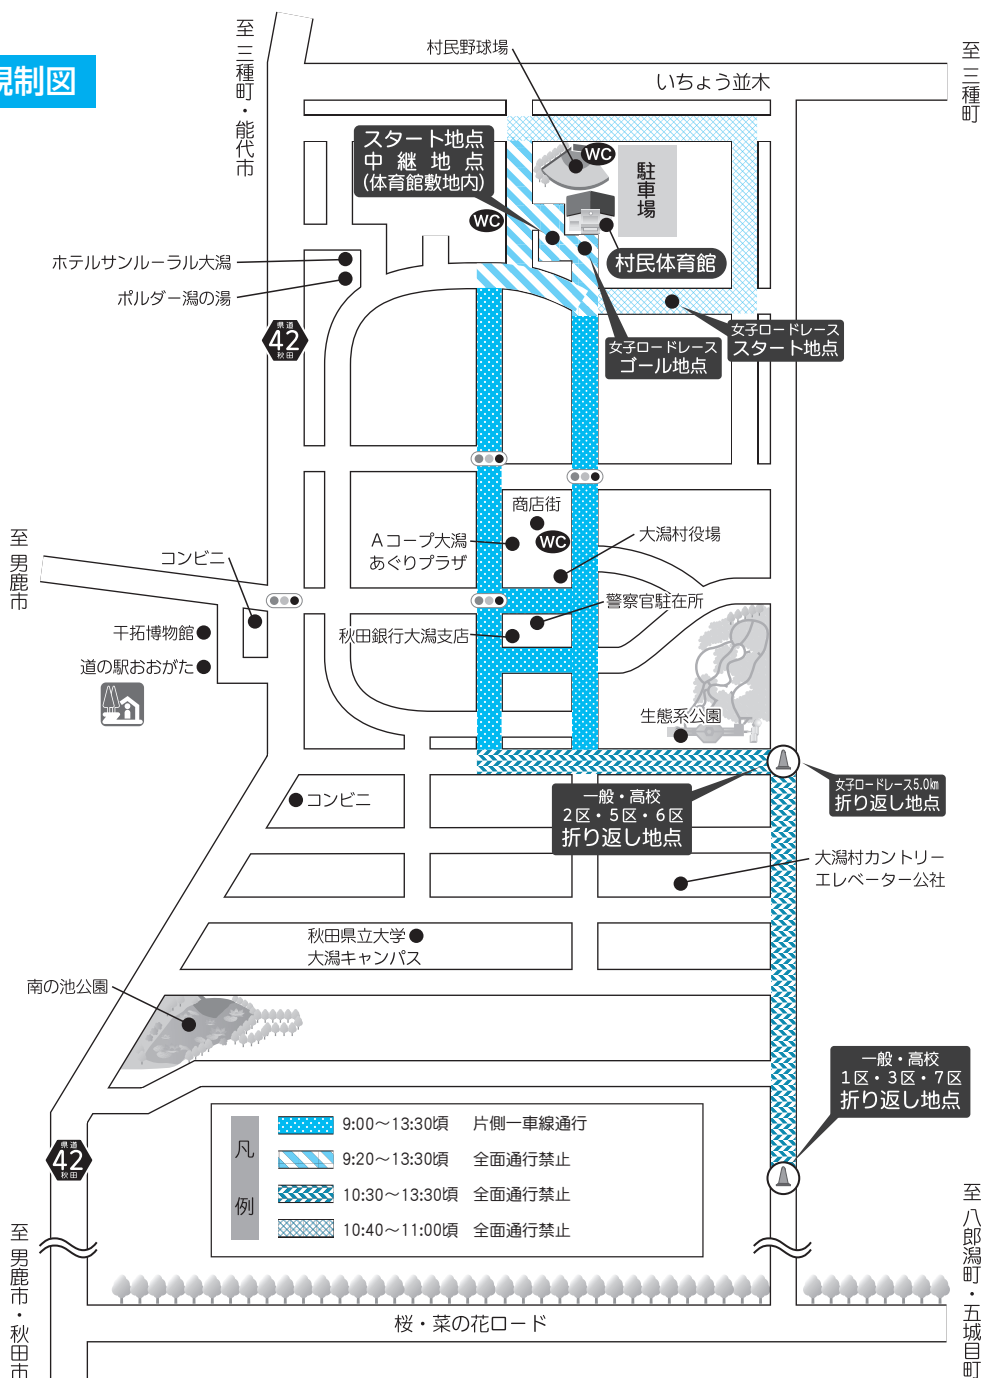 規制図
至 三種町・能代市
村民野球場
いちょう並木
至 三種町
スタート地点
中継地点
(体育館敷地内)
WC
駐車場
WC
村民体育館
ホテルサンルーラル大潟
ポルダー潟の湯
県道
42
秋田
女子ロードレース
スタート地点
女子ロードレース
ゴール地点
商店街
Aコープ大潟
あぐりプラザ
WC
大潟村役場
至 男鹿市
コンビニ
警察官駐在所
干拓博物館
秋田銀行大潟支店
道の駅おおがた
生態系公園
女子ロードレース5.0㎞
折り返し地点
コンビニ
一般・高校
2区・5区・6区
折り返し地点
大潟村カントリー
エレベーター公社
秋田県立大学
大潟キャンパス
南の池公園
一般・高校
1区・3区・7区
折り返し地点
凡例
9:00～13:30頃 片側一車線通行
9:20～13:30頃 全面通行禁止
10:30～13:30頃 全面通行禁止
10:40～11:00頃 全面通行禁止
県道
42
秋田
至 男鹿市・秋田市
至 八郎潟町・五城目町
桜・菜の花ロード